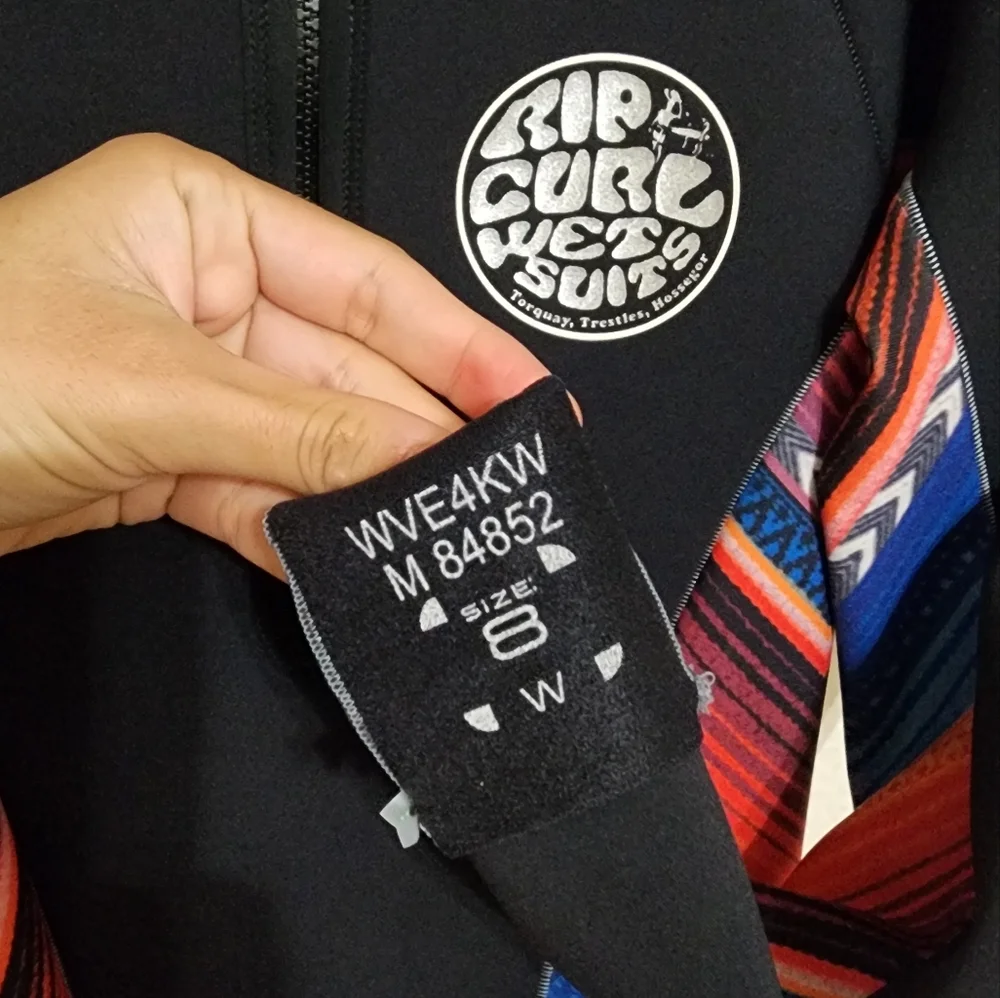 RIP
CURL
WETS
SUITS
Torquay, Trestles, Hossegor
WVE4KW
M 84852
SIZE:
8
W